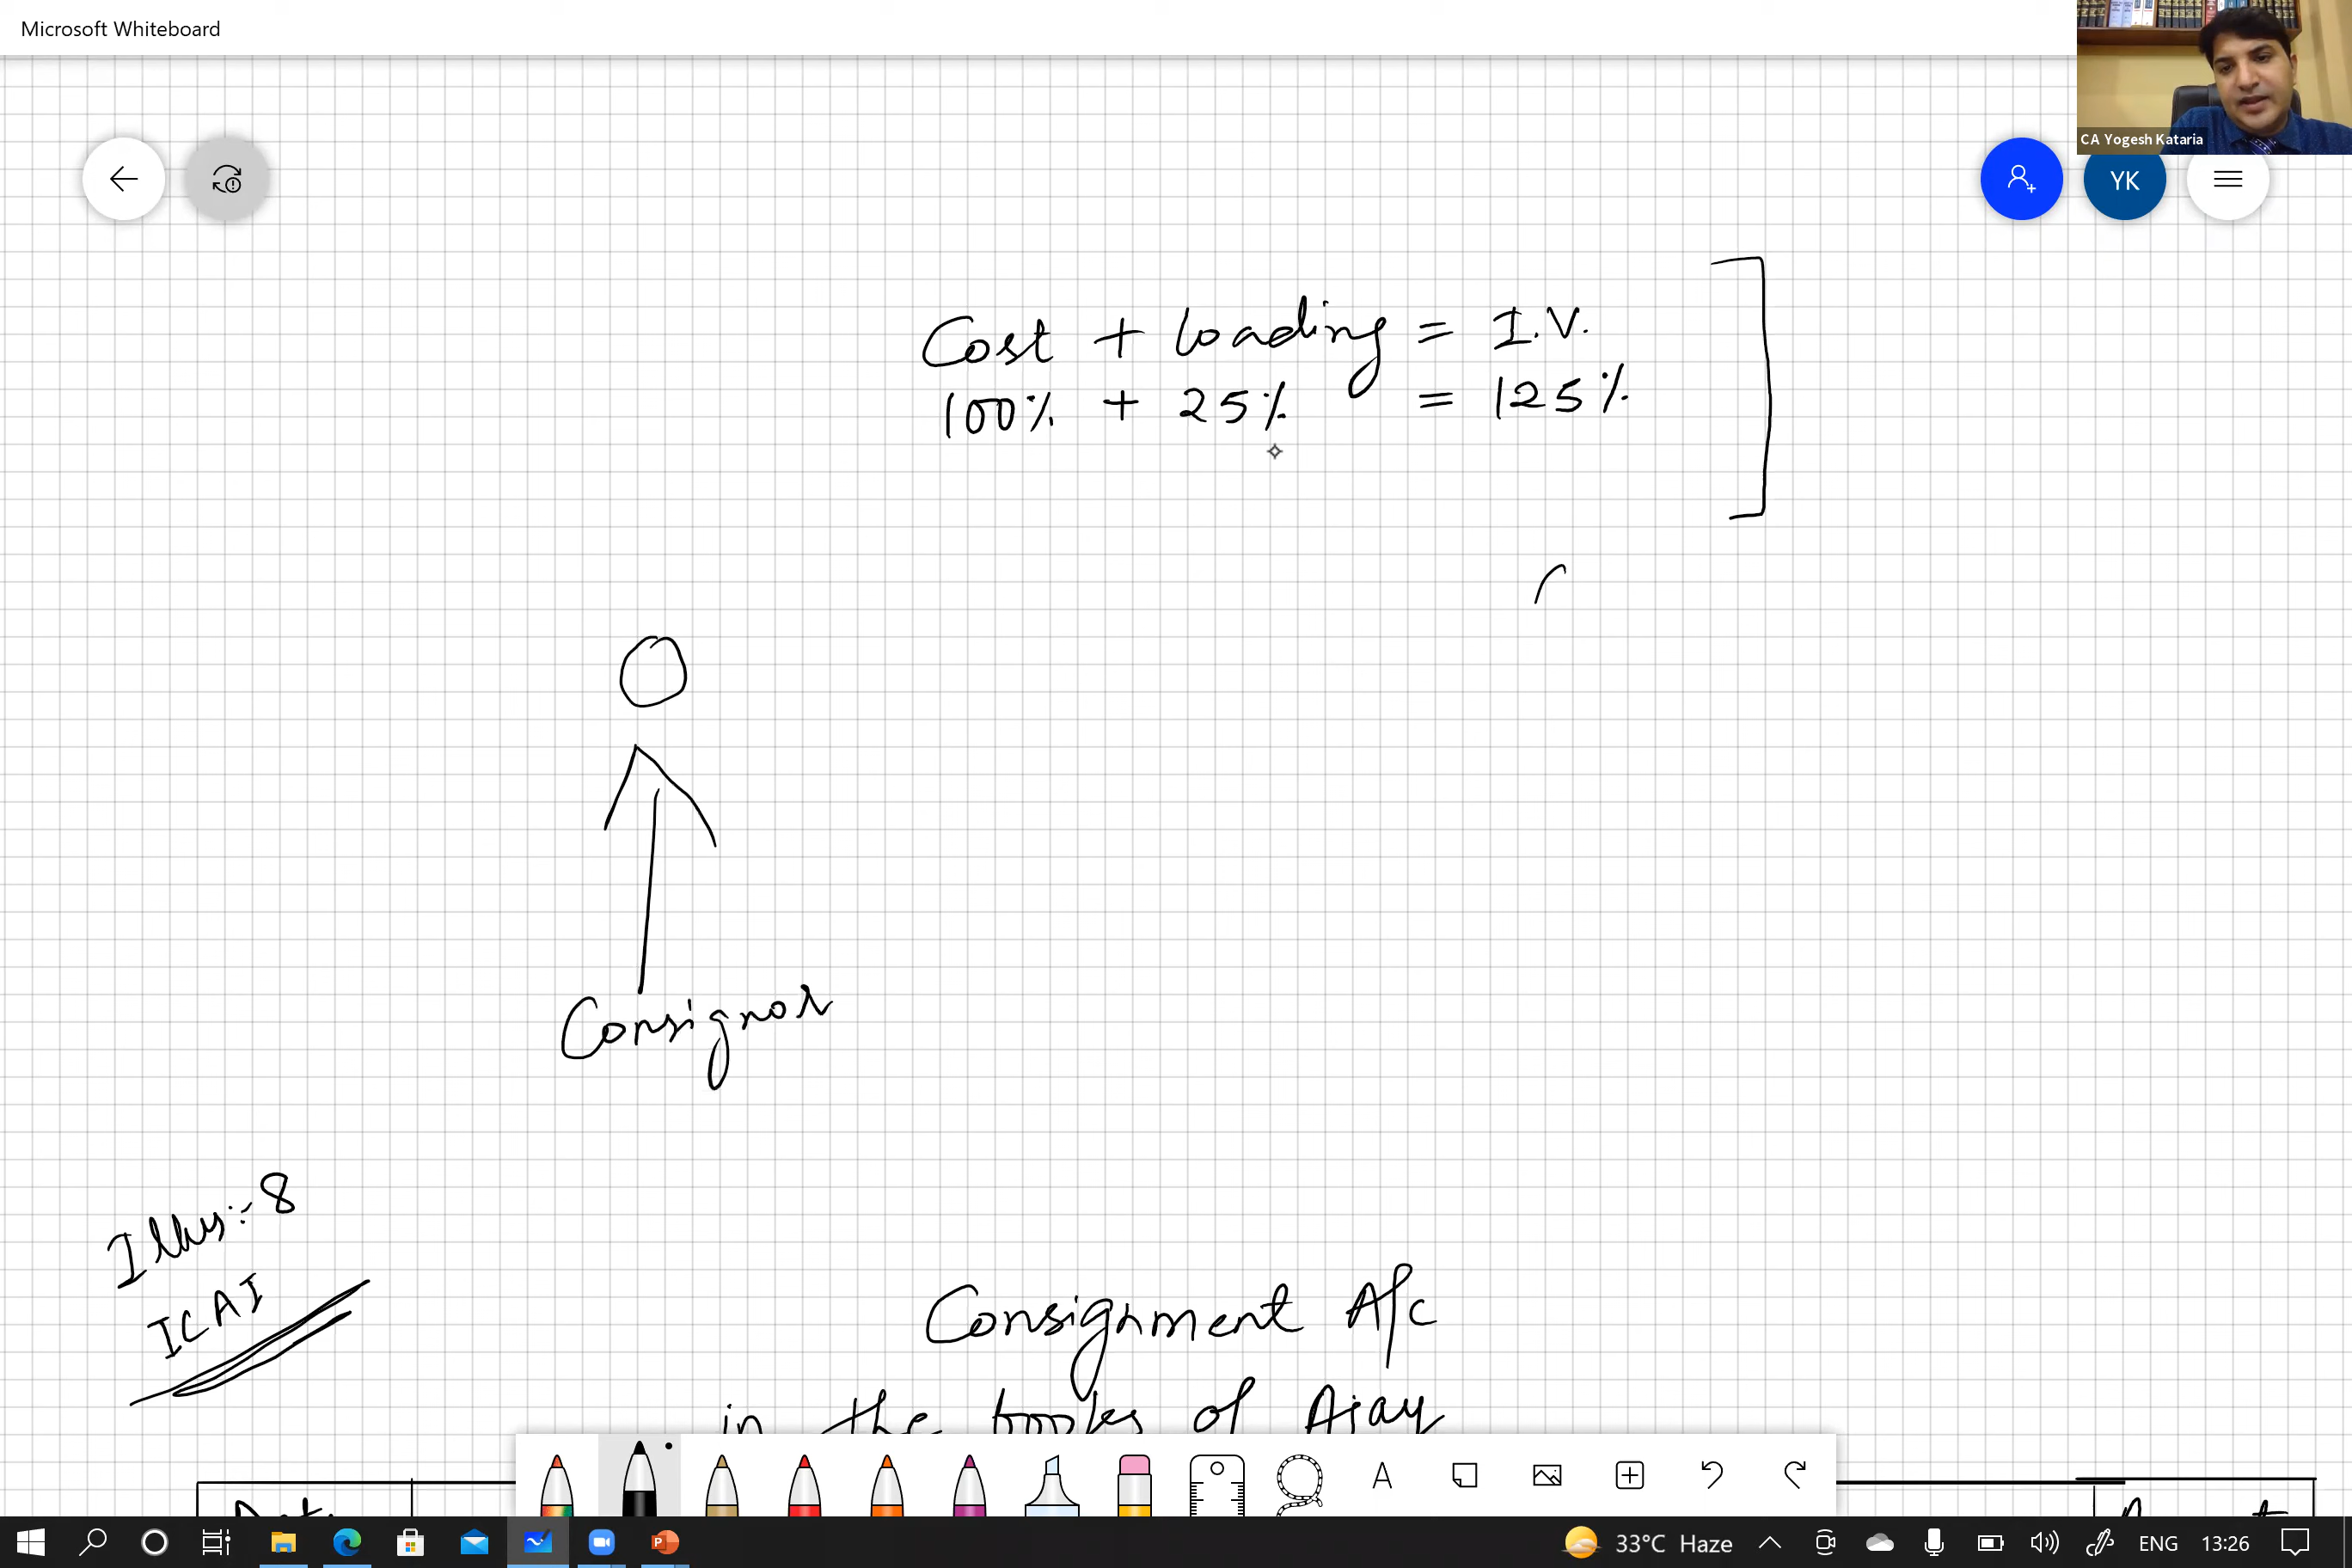 Microsoft Whiteboard
CA Yogesh Kataria
YK
Cost + loading = I.V.
100% + 25% = 125%
Consignor
Illus:- 8
ICAI
Consignment A/c
in the books of Ajay
Date
A
33°C Haze
ENG
13:26